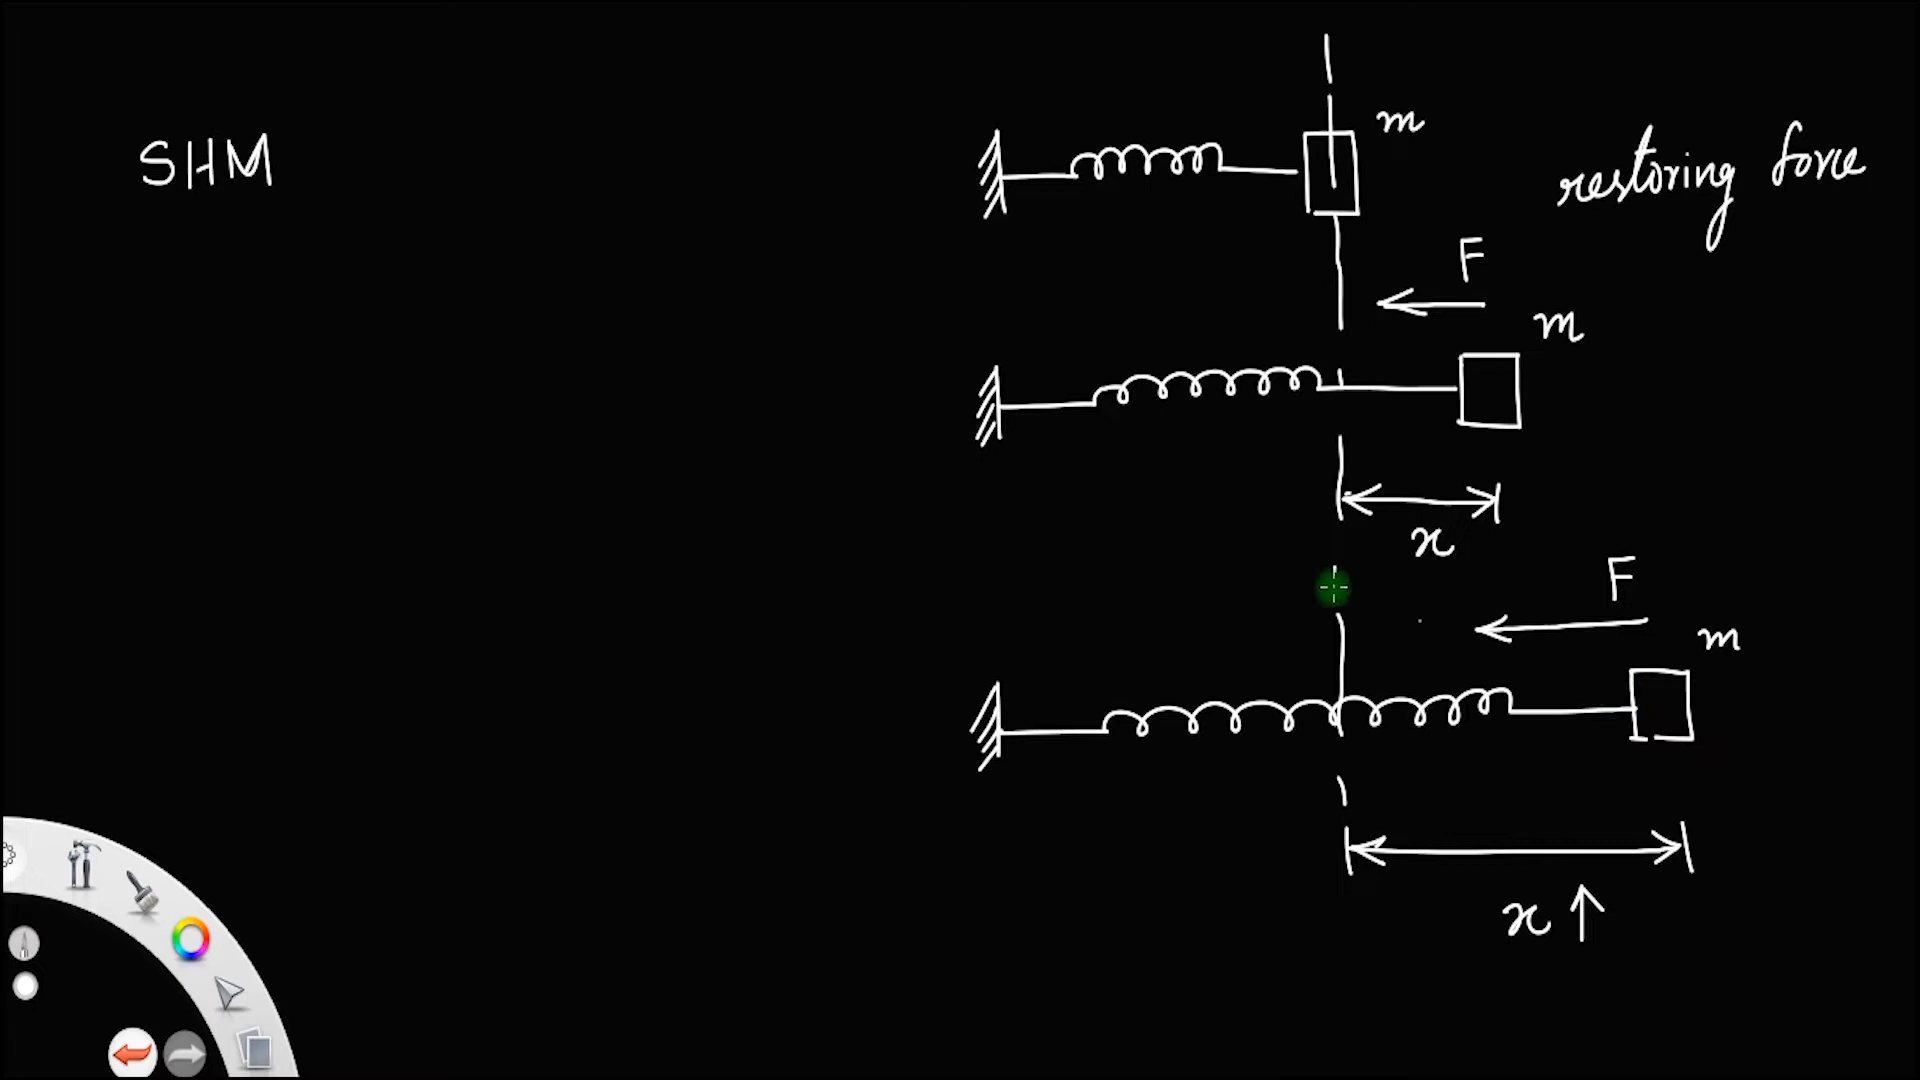 SHM
m
restoring force
F
m
x
F
m
x ↑